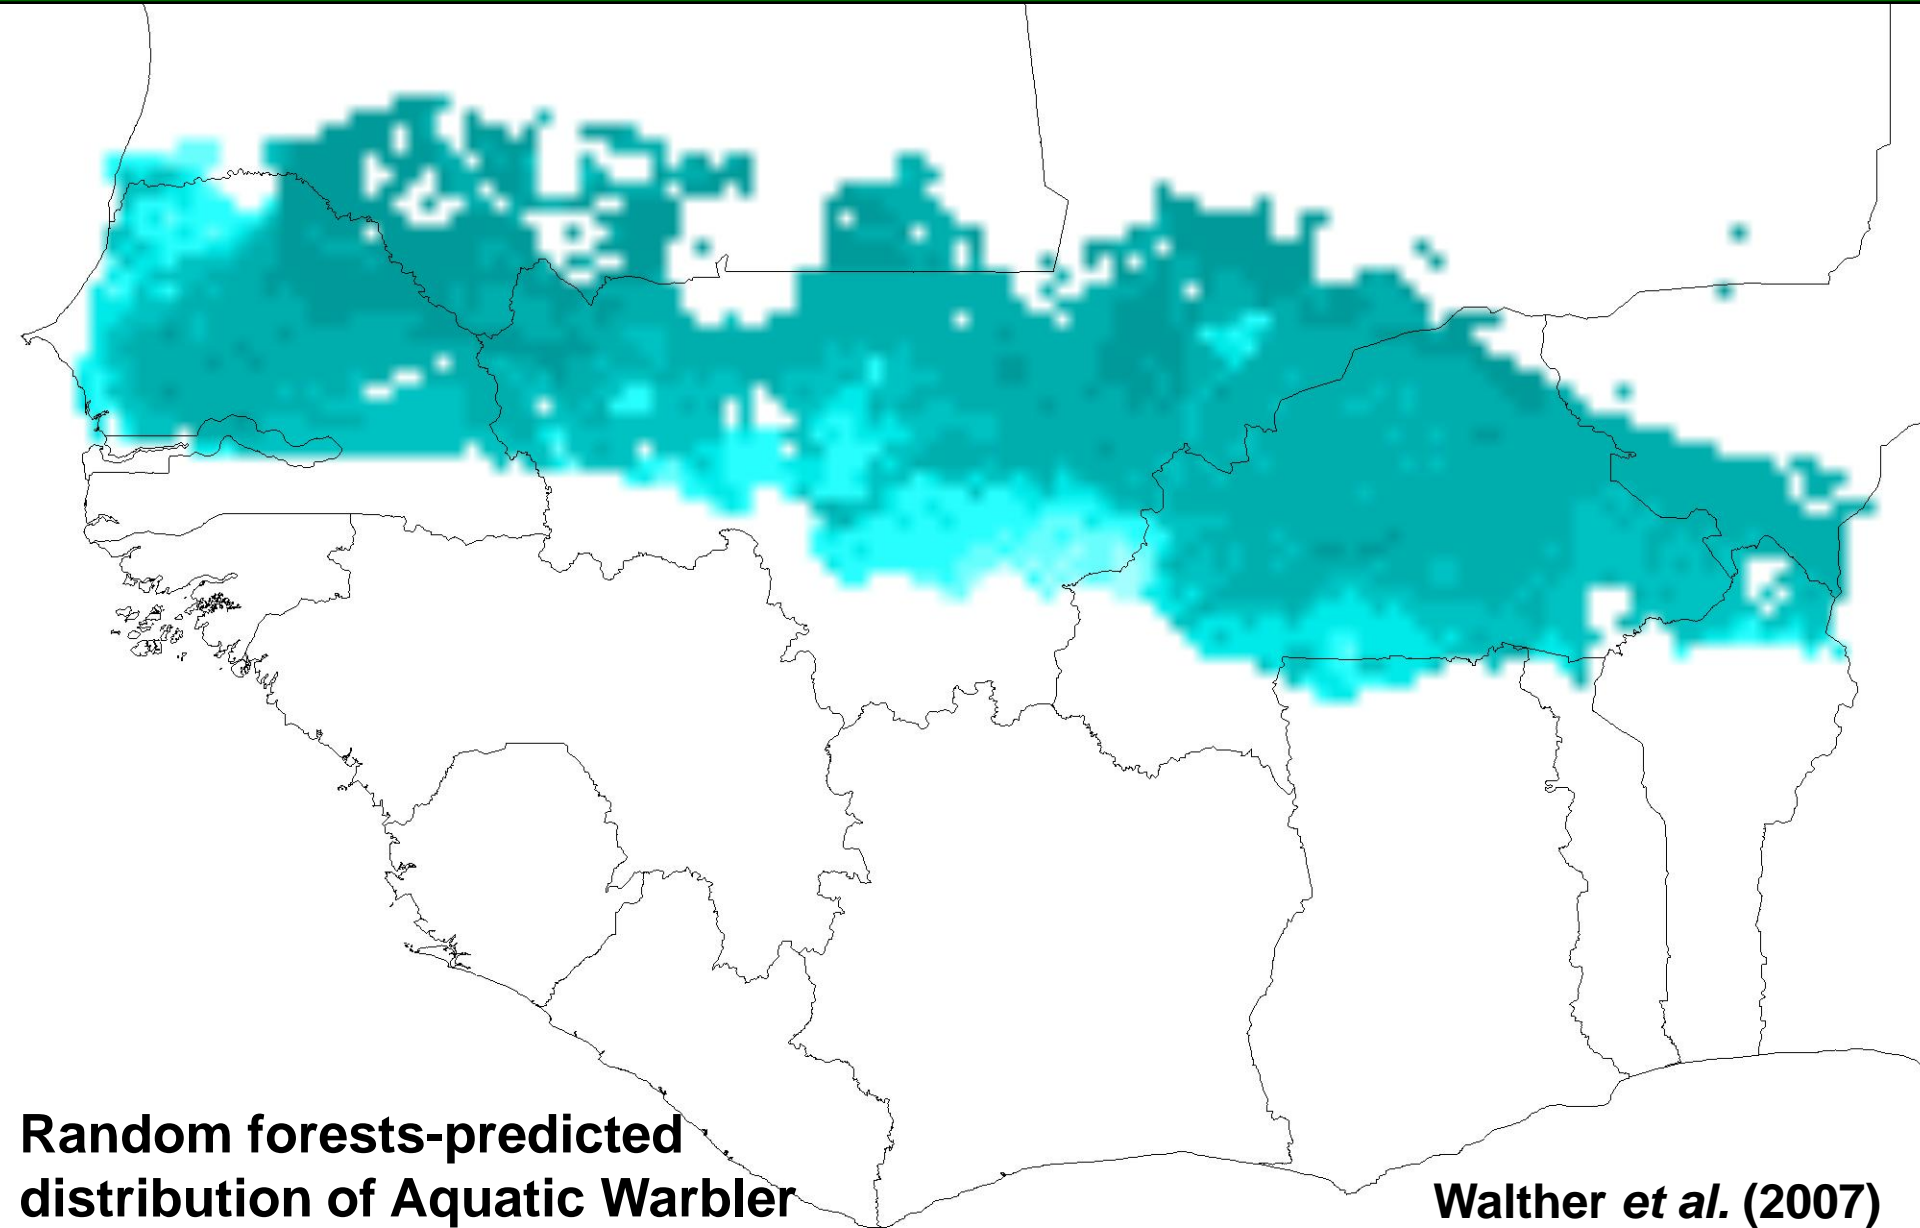 Random forests-predicted
distribution of Aquatic Warbler
Walther et al. (2007)